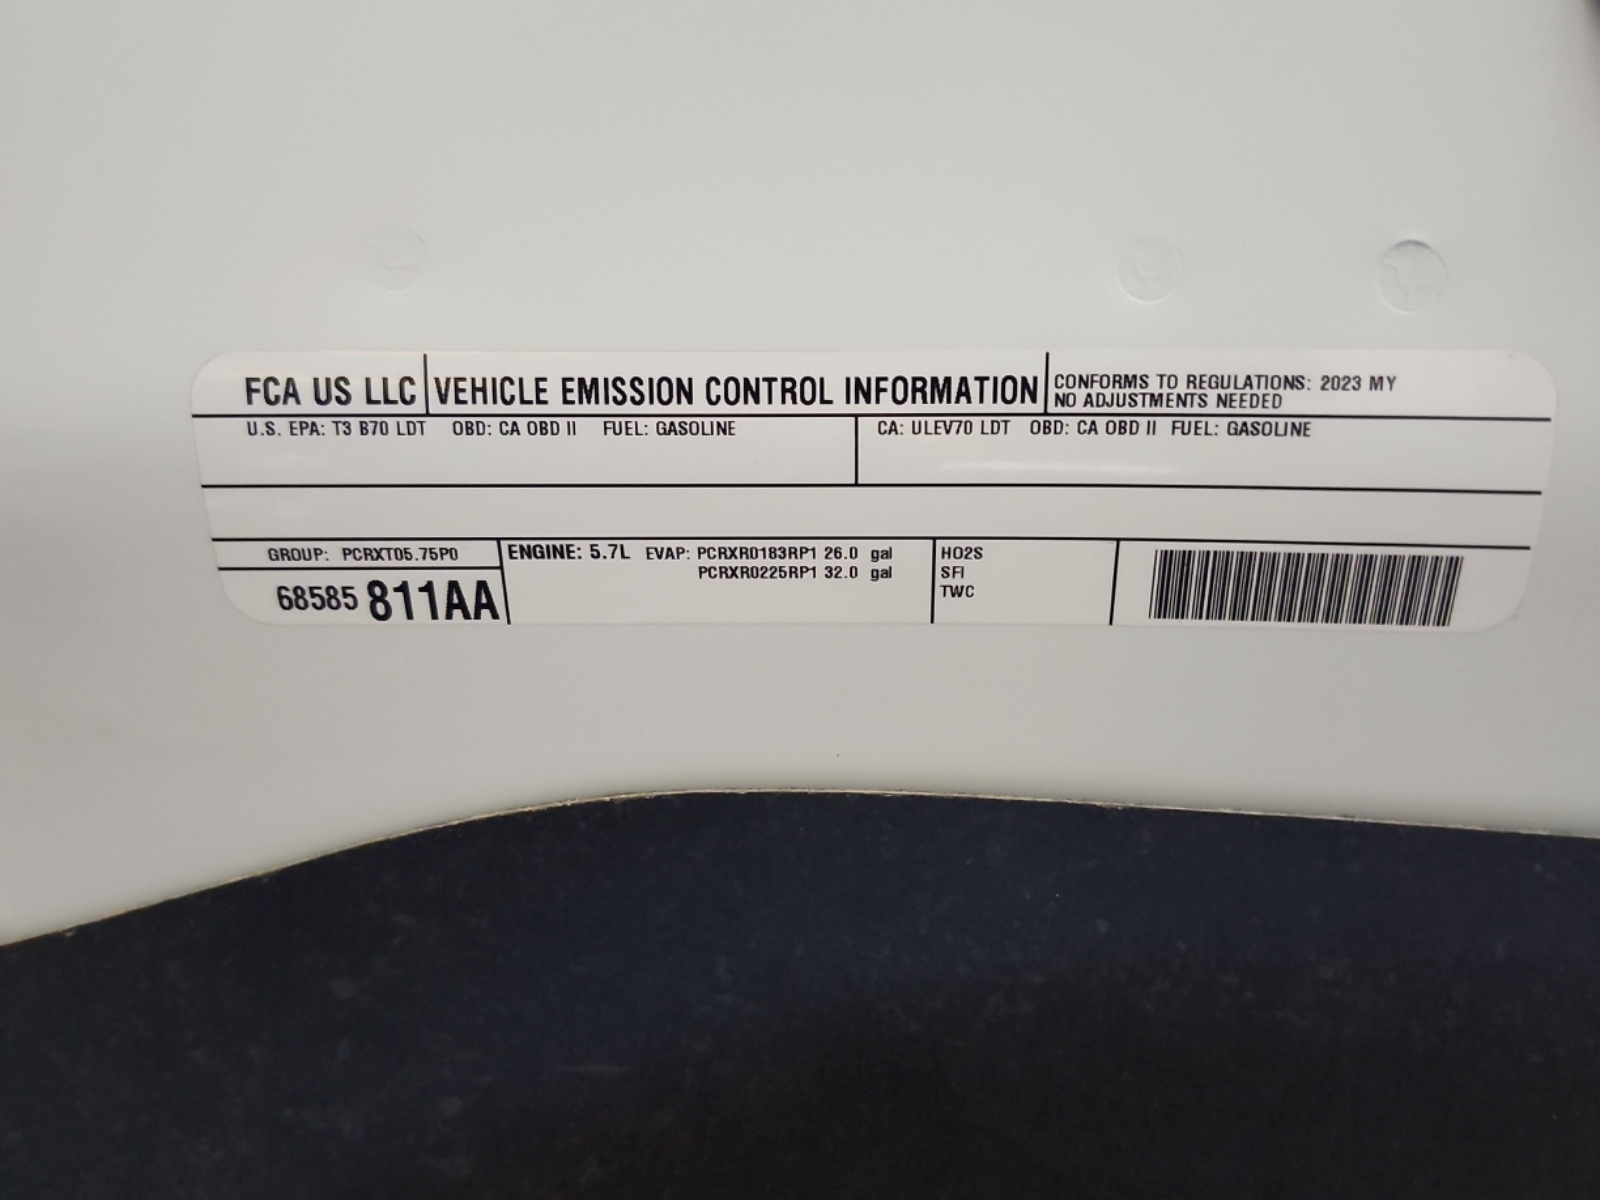 FCA US LLC VEHICLE EMISSION CONTROL INFORMATION CONFORMS TO REGULATIONS: 2023 MY
NO ADJUSTMENTS NEEDED
U.S. EPA: T3 B70 LDT OBD: CA OBD II FUEL: GASOLINE CA: ULEV70 LDT OBD: CA OBD II FUEL: GASOLINE
GROUP: PCRXT05.75P0 ENGINE: 5.7L EVAP: PCRXR0183RP1 26.0 gal HO2S
PCRXR0225RP1 32.0 gal SFI
68585 811AA TWC